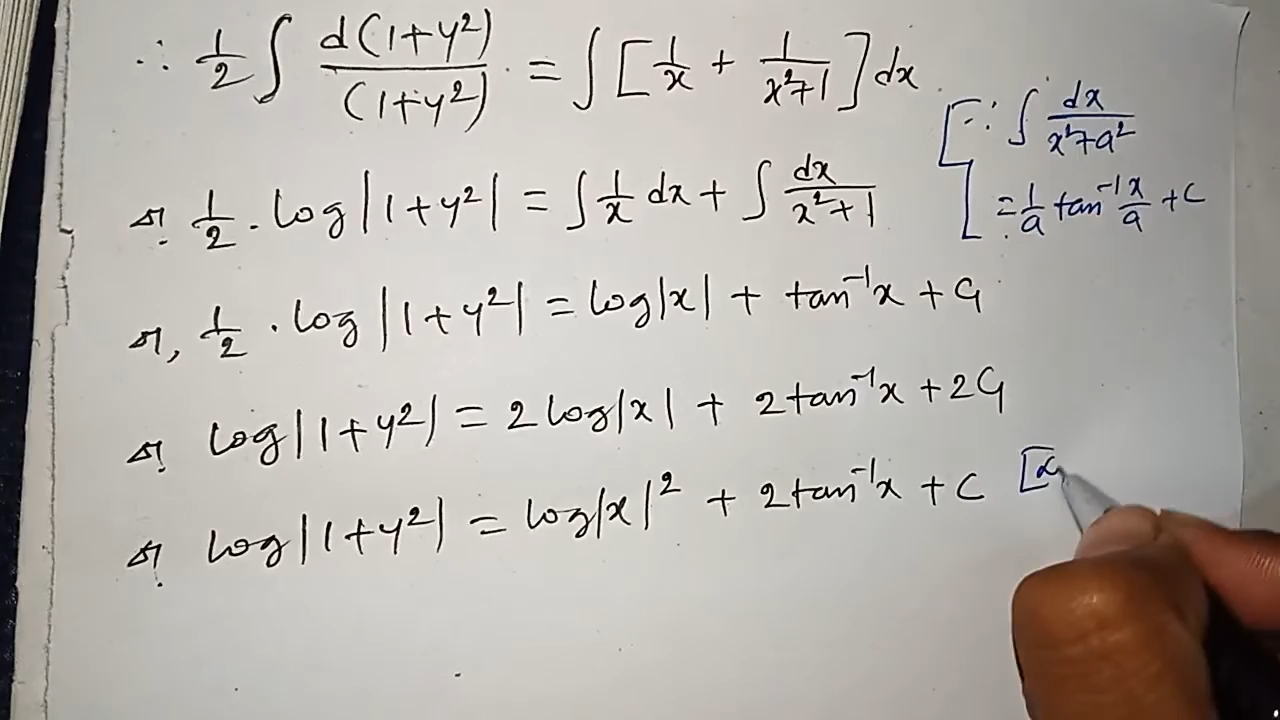 ∴ 1/2 ∫ d(1+y²)/(1+y²) = ∫ [1/x + 1/(x²+1)] dx
[∵ ∫ dx/(x²+a²)
= 1/a tan⁻¹ x/a + c
বা, 1/2 · log|1+y²| = ∫ 1/x dx + ∫ dx/(x²+1)
বা, 1/2 · log|1+y²| = log|x| + tan⁻¹x + C₁
বা, log|1+y²| = 2log|x| + 2tan⁻¹x + 2C₁
বা, log|1+y²| = log|x|² + 2tan⁻¹x + C [